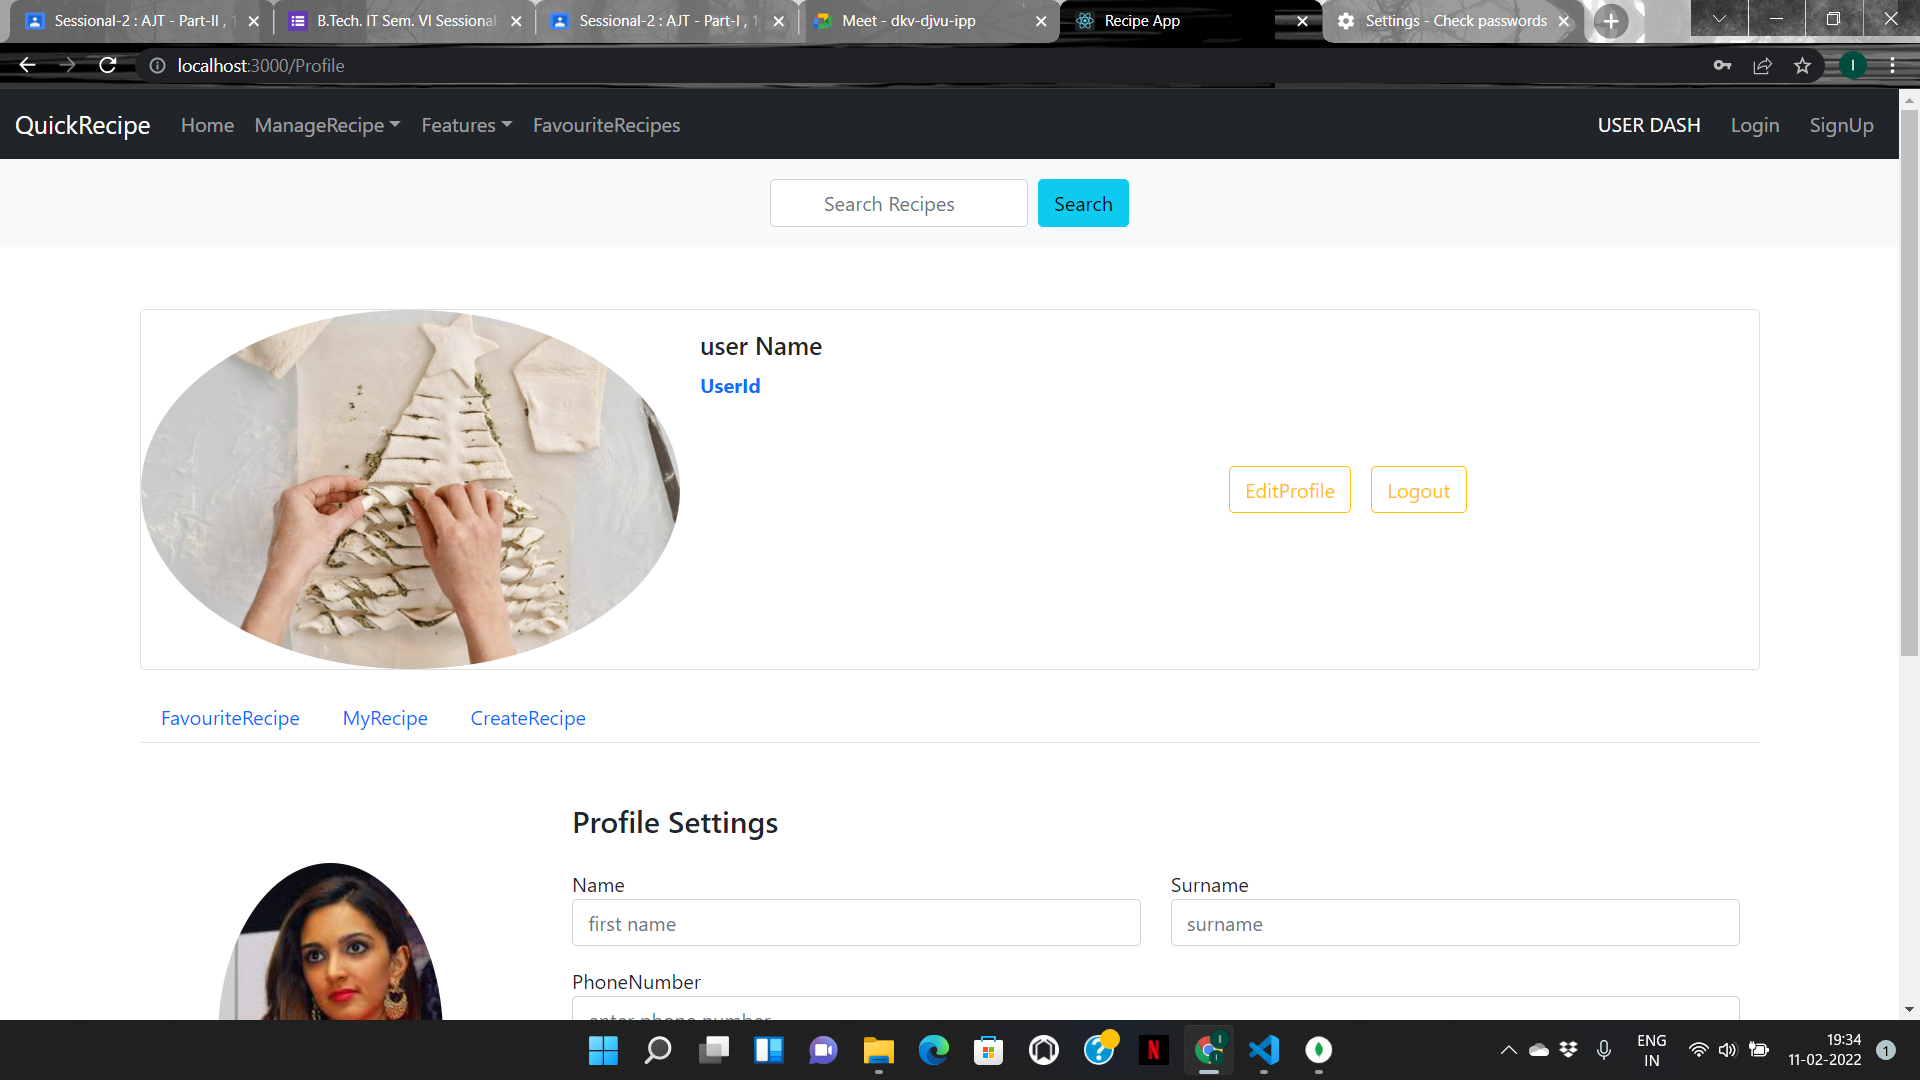 Sessional-2 : AJT - Part-II , 1
B.Tech. IT Sem. VI Sessional
Sessional-2 : AJT - Part-I , 1
Meet - dkv-djvu-ipp
Recipe App
Settings - Check passwords
localhost:3000/Profile
I
QuickRecipe
Home
ManageRecipe
Features
FavouriteRecipes
USER DASH
Login
SignUp
Search Recipes
Search
user Name
UserId
EditProfile
Logout
FavouriteRecipe
MyRecipe
CreateRecipe
Profile Settings
Name
Surname
first name
surname
PhoneNumber
enter phone number
N
ENG
IN
19:34
11-02-2022
1